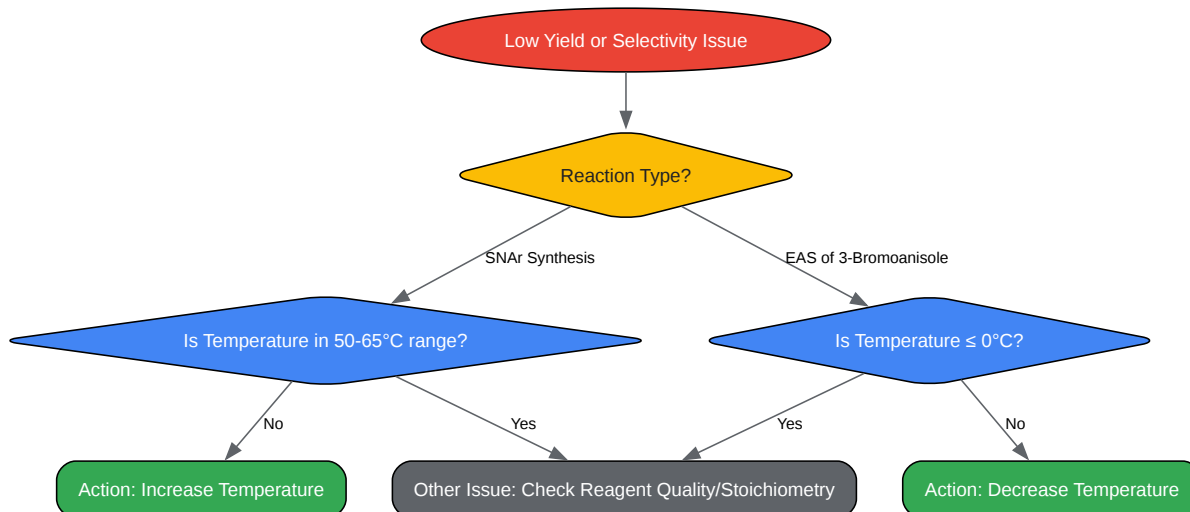 Low Yield or Selectivity Issue
Reaction Type?
SNAr Synthesis
EAS of 3-Bromoanisole
Is Temperature in 50-65°C range?
Is Temperature ≤ 0°C?
No
Yes
Yes
No
Action: Increase Temperature
Other Issue: Check Reagent Quality/Stoichiometry
Action: Decrease Temperature